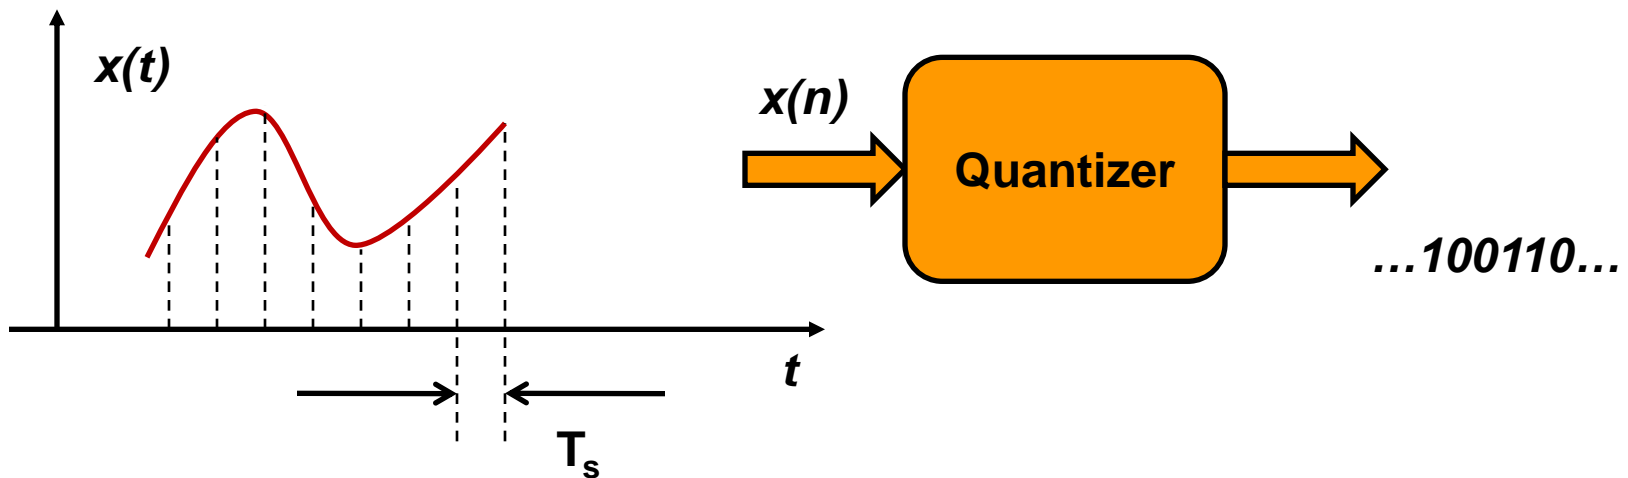 x(t)
t
Tₛ
x(n)
Quantizer
...100110...